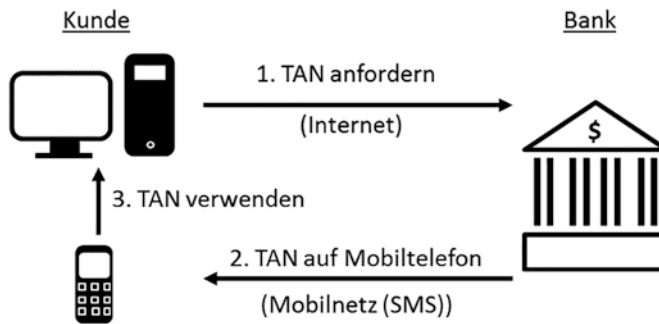 Kunde
Bank
1. TAN anfordern
(Internet)
$
3. TAN verwenden
2. TAN auf Mobiltelefon
(Mobilnetz (SMS))